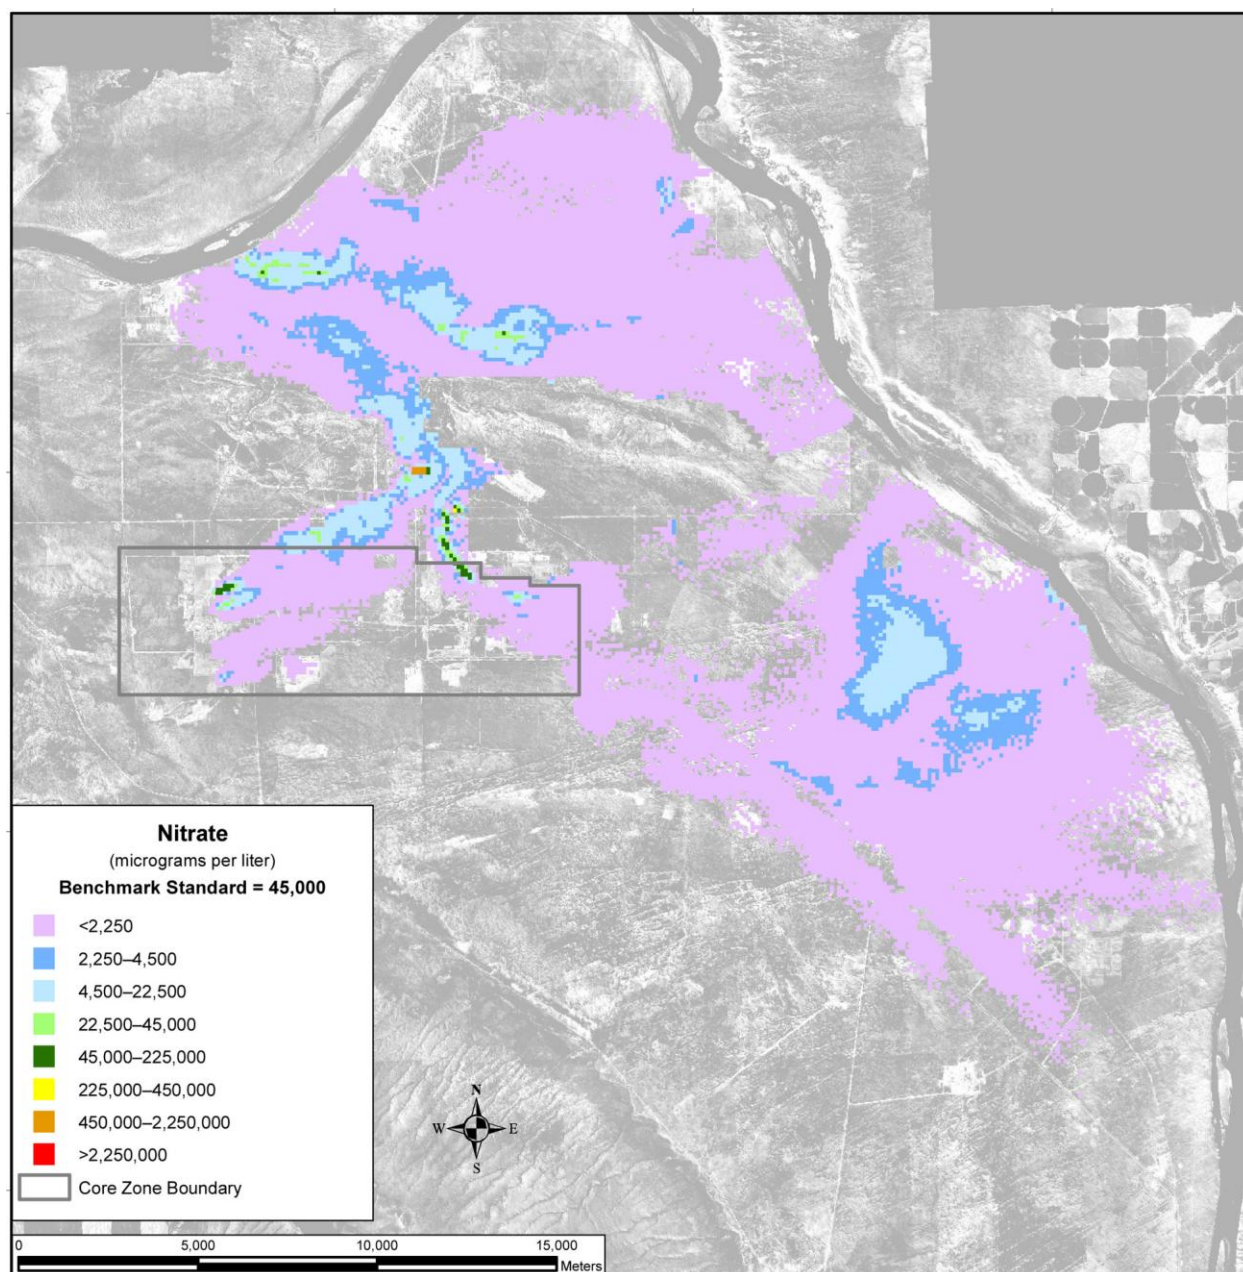 N
W
E
S
Nitrate
(micrograms per liter)
Benchmark Standard = 45,000
<2,250
2,250–4,500
4,500–22,500
22,500–45,000
45,000–225,000
225,000–450,000
450,000–2,250,000
>2,250,000
Core Zone Boundary
0 5,000 10,000 15,000
Meters